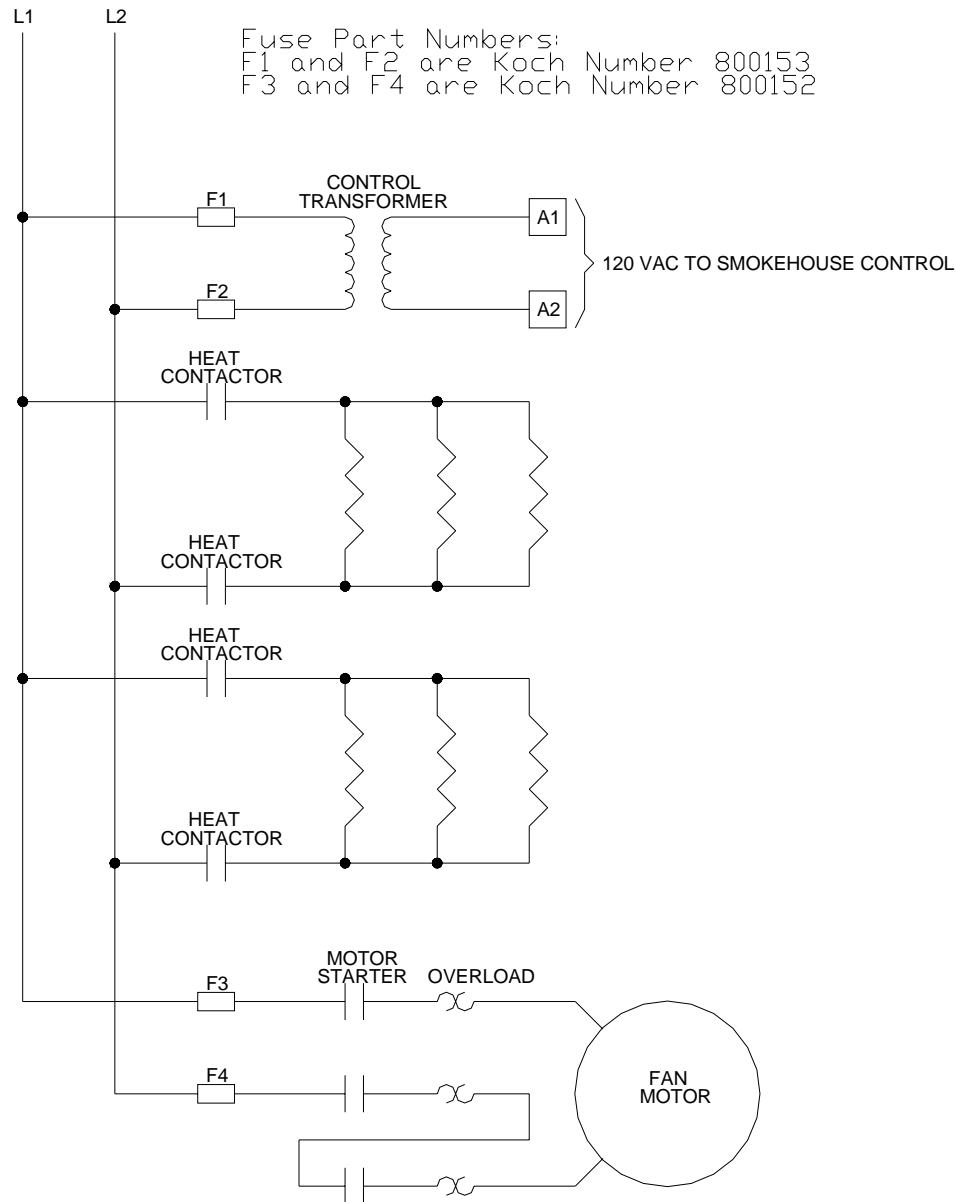 L1
L2
Fuse Part Numbers:
F1 and F2 are Koch Number 800153
F3 and F4 are Koch Number 800152
F1
CONTROL
TRANSFORMER
A1
120 VAC TO SMOKEHOUSE CONTROL
F2
A2
HEAT
CONTACTOR
HEAT
CONTACTOR
HEAT
CONTACTOR
HEAT
CONTACTOR
F3
MOTOR
STARTER
OVERLOAD
F4
FAN
MOTOR